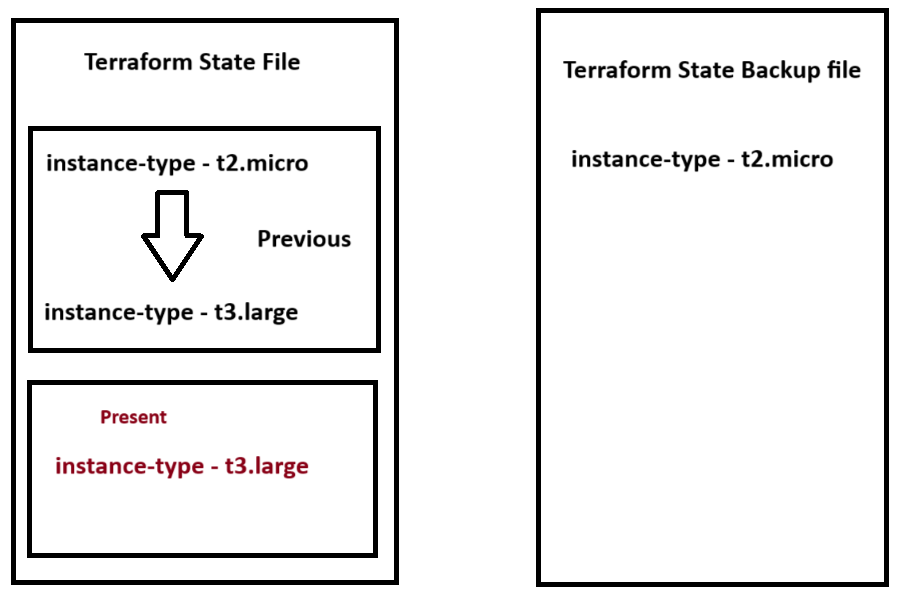 Terraform State File
instance-type - t2.micro
Previous
instance-type - t3.large
Present
instance-type - t3.large
Terraform State Backup file
instance-type - t2.micro